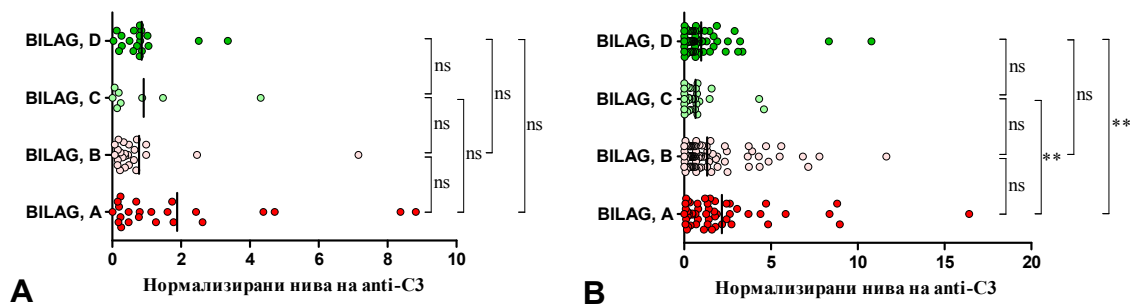 BILAG, D
BILAG, C
BILAG, B
BILAG, A
ns
ns
ns
ns
ns
ns
0 2 4 6 8 10
Нормализирани нива на anti-C3
A
BILAG, D
BILAG, C
BILAG, B
BILAG, A
ns
ns
ns
**
ns
**
0 5 10 15 20
Нормализирани нива на anti-C3
B